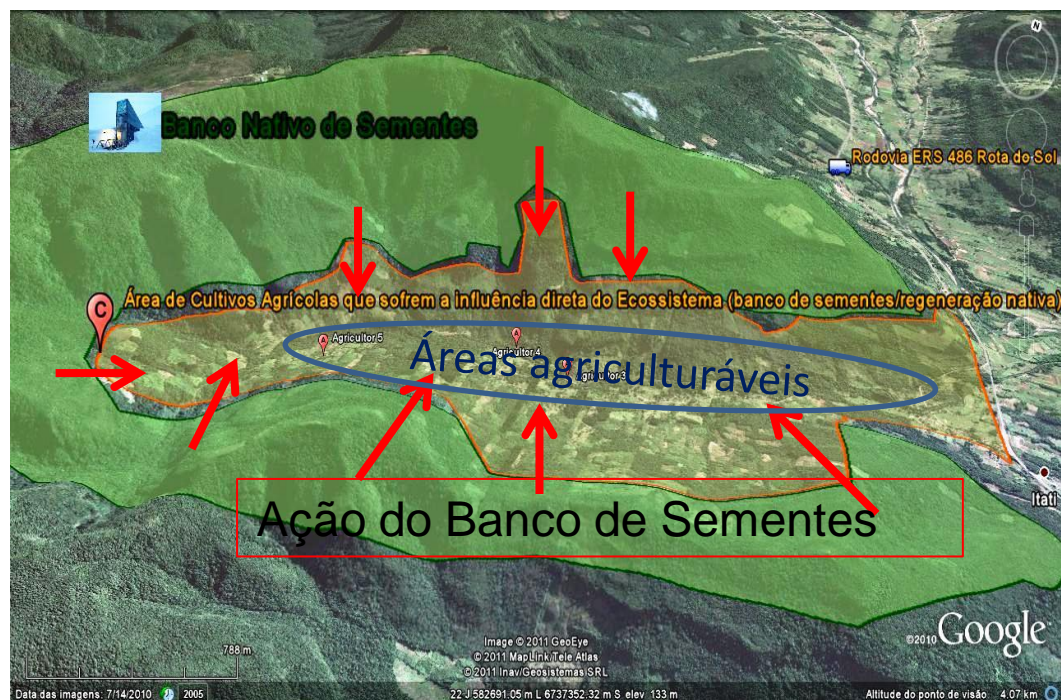 N
Banco Nativo de Sementes
Rodovia ERS 486 Rota do Sol
C
Área de Cultivos Agrícolas que sofrem a influência direta do Ecossistema (banco de sementes/regeneração nativa)
A
Agricultor 5
A
Agricultor 4
Agricultor 3
Áreas agriculturáveis
Itati
Ação do Banco de Sementes
788 m
Image © 2011 GeoEye
© 2011 MapLink/Tele Atlas
© 2011 Inav/Geosistemas SRL
©2010 Google
Data das imagens: 7/14/2010
2005
22 J 582691.05 m L 6737352.32 m S elev 133 m
Altitude do ponto de visão 4.07 km